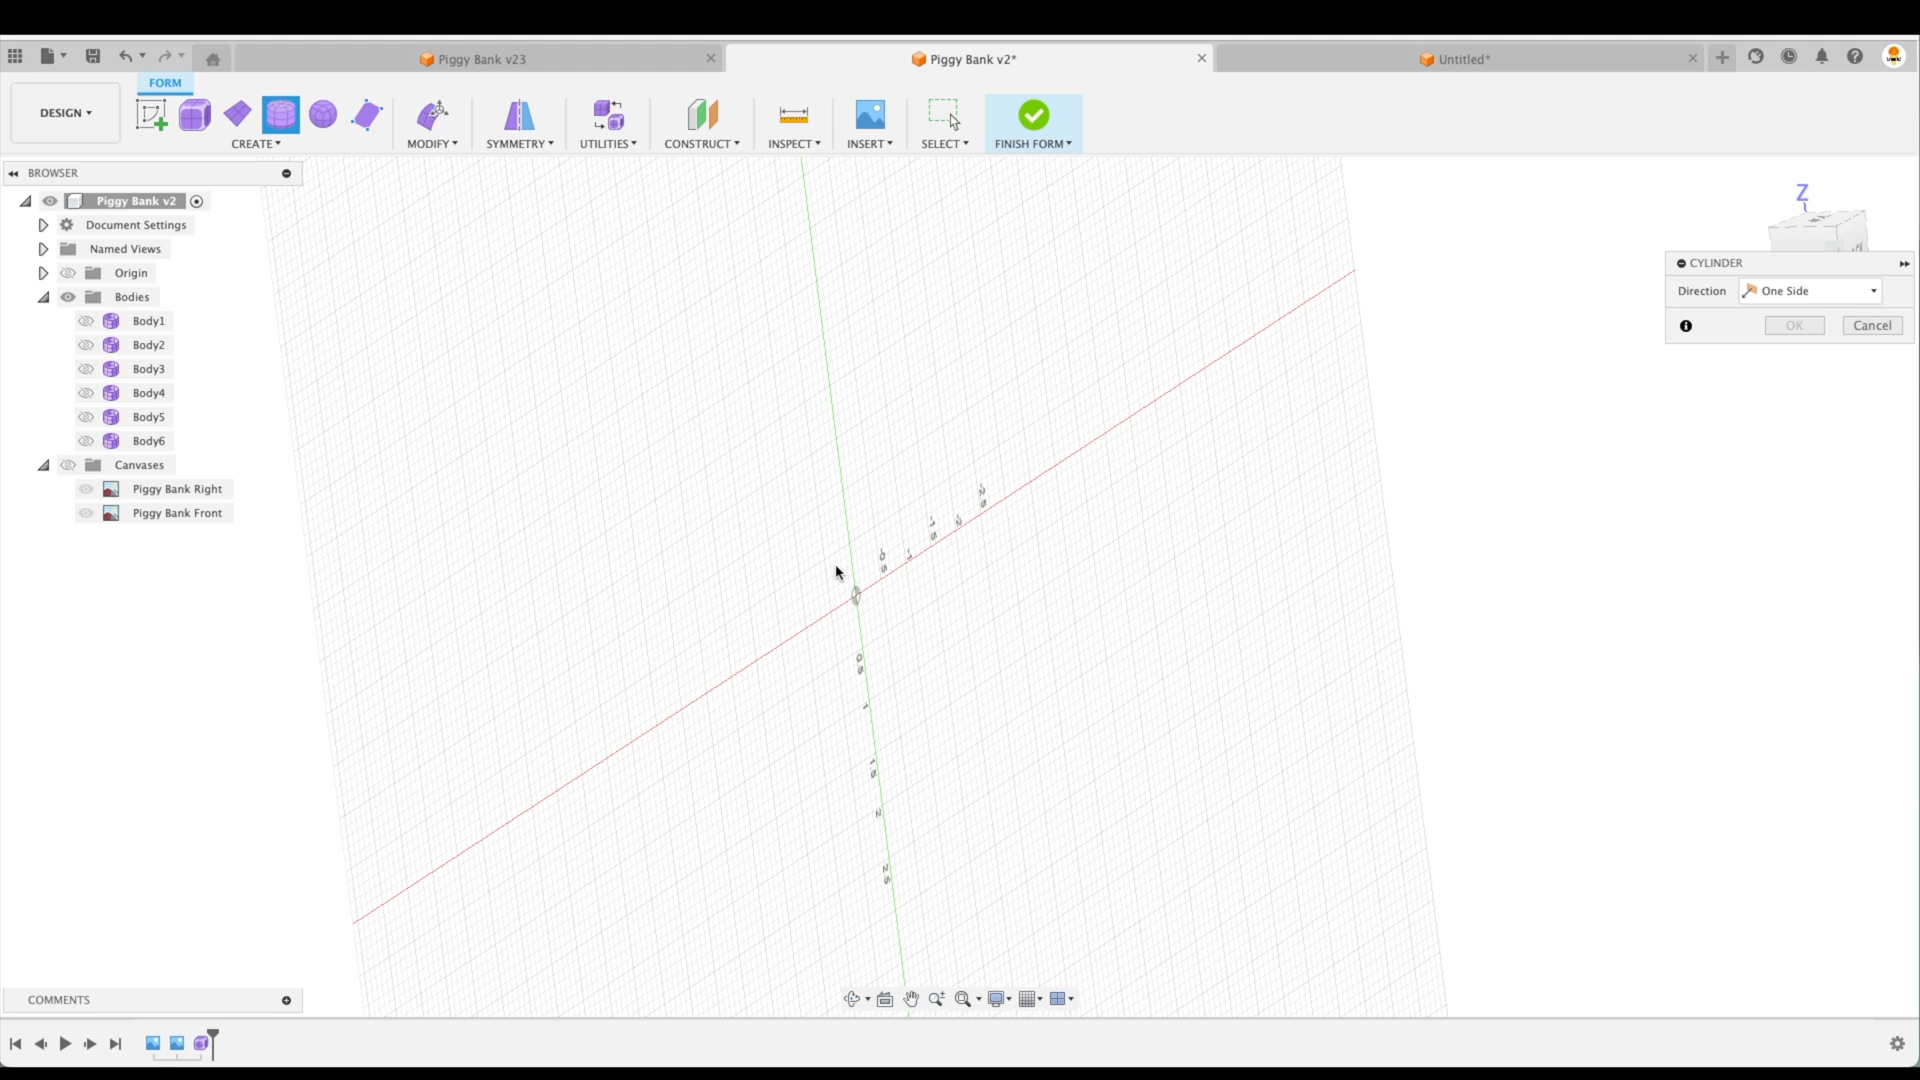 Piggy Bank v23
Piggy Bank v2*
Untitled*
FORM
DESIGN
CREATE
MODIFY
SYMMETRY
UTILITIES
CONSTRUCT
INSPECT
INSERT
SELECT
FINISH FORM
BROWSER
Piggy Bank v2
Document Settings
Named Views
Origin
Bodies
Body1
Body2
Body3
Body4
Body5
Body6
Canvases
Piggy Bank Right
Piggy Bank Front
Z
CYLINDER
Direction One Side
OK Cancel
COMMENTS